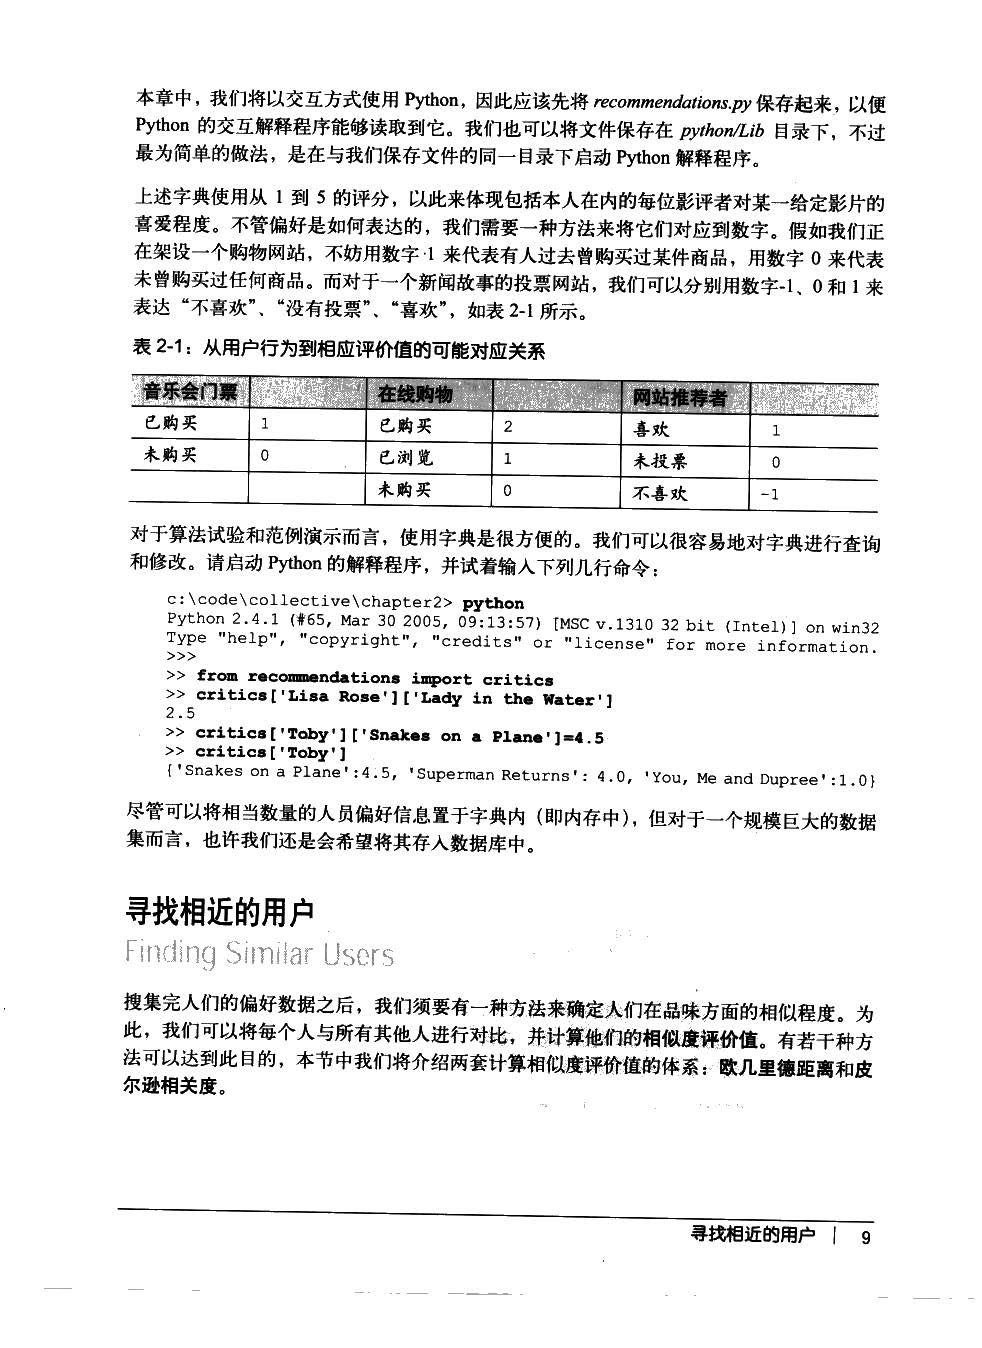 本章中，我们将以交互方式使用 Python，因此应该先将 recommendations.py 保存起来，以便
Python 的交互解释程序能够读取到它。我们也可以将文件保存在 python/Lib 目录下，不过
最为简单的做法，是在与我们保存文件的同一目录下启动 Python 解释程序。
上述字典使用从 1 到 5 的评分，以此来体现包括本人在内的每位影评者对某一给定影片的
喜爱程度。不管偏好是如何表达的，我们需要一种方法来将它们对应到数字。假如我们正
在架设一个购物网站，不妨用数字 1 来代表有人过去曾购买过某件商品，用数字 0 来代表
未曾购买过任何商品。而对于一个新闻故事的投票网站，我们可以分别用数字-1、0 和 1 来
表达“不喜欢”、“没有投票”、“喜欢”，如表 2-1 所示。
表 2-1：从用户行为到相应评价值的可能对应关系
音乐会门票 在线购物 网站推荐者
已购买 1 已购买 2 喜欢 1
未购买 0 已浏览 1 未投票 0
未购买 0 不喜欢 -1
对于算法试验和范例演示而言，使用字典是很方便的。我们可以很容易地对字典进行查询
和修改。请启动 Python 的解释程序，并试着输入下列几行命令：
c:\code\collective\chapter2> python
Python 2.4.1 (#65, Mar 30 2005, 09:13:57) [MSC v.1310 32 bit (Intel)] on win32
Type "help", "copyright", "credits" or "license" for more information.
>>>
>> from recommendations import critics
>> critics['Lisa Rose']['Lady in the Water']
2.5
>> critics['Toby']['Snakes on a Plane']=4.5
>> critics['Toby']
{'Snakes on a Plane':4.5, 'Superman Returns': 4.0, 'You, Me and Dupree':1.0}
尽管可以将相当数量的人员偏好信息置于字典内（即内存中），但对于一个规模巨大的数据
集而言，也许我们还是会希望将其存入数据库中。
寻找相近的用户
Finding Similar Users
搜集完人们的偏好数据之后，我们须要有一种方法来确定人们在品味方面的相似程度。为
此，我们可以将每个人与所有其他人进行对比，并计算他们的相似度评价值。有若干种方
法可以达到此目的，本节中我们将介绍两套计算相似度评价值的体系：欧几里德距离和皮
尔逊相关度。
寻找相近的用户 | 9